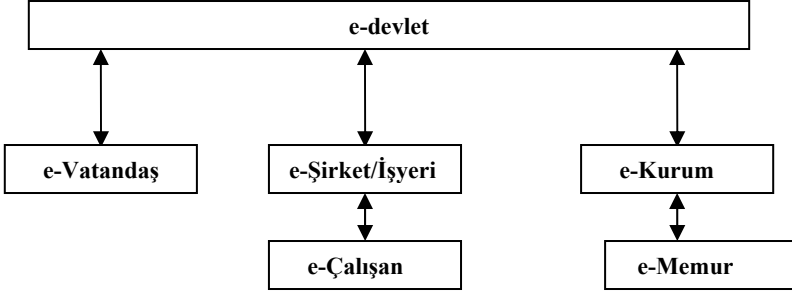 e-devlet
e-Vatandaş
e-Şirket/İşyeri
e-Kurum
e-Çalışan
e-Memur